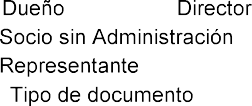 Dueño Director
Socio sin Administración
Representante
Tipo de documento